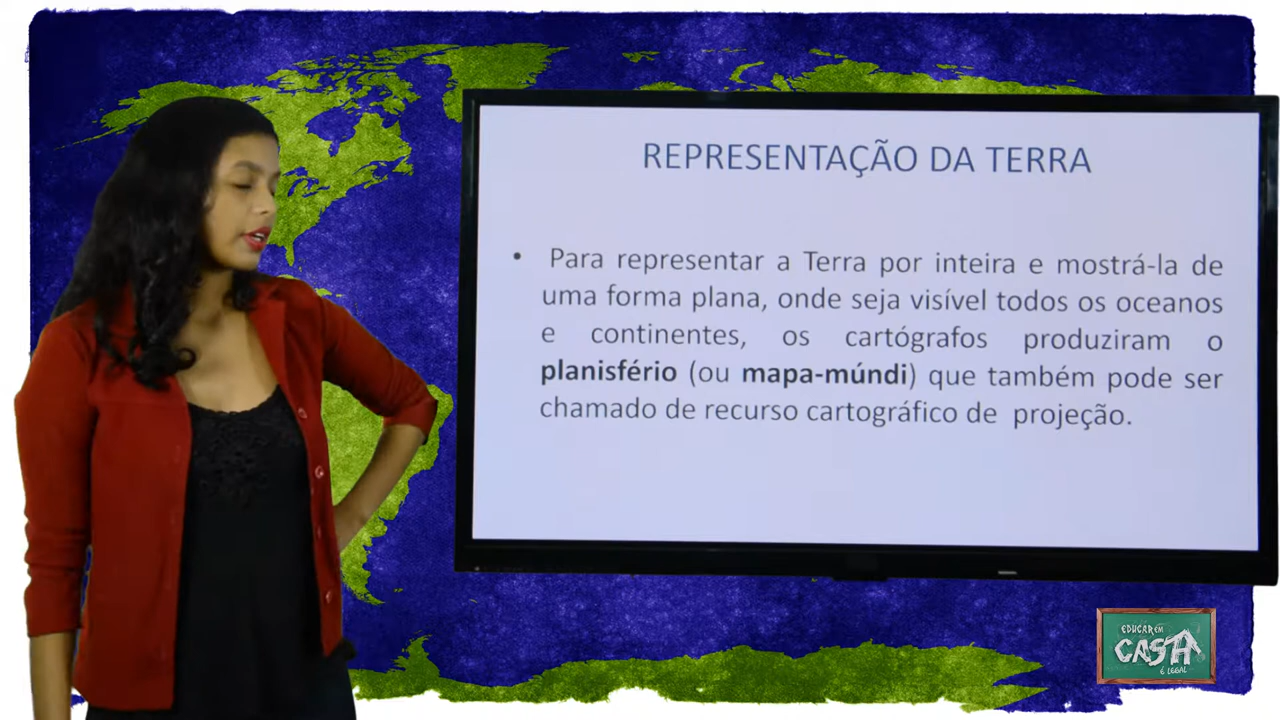 REPRESENTAÇÃO DA TERRA
• Para representar a Terra por inteira e mostrá-la de
uma forma plana, onde seja visível todos os oceanos
e continentes, os cartógrafos produziram o
planisfério (ou mapa-múndi) que também pode ser
chamado de recurso cartográfico de projeção.
EDUCAR EM
CASA
É LEGAL